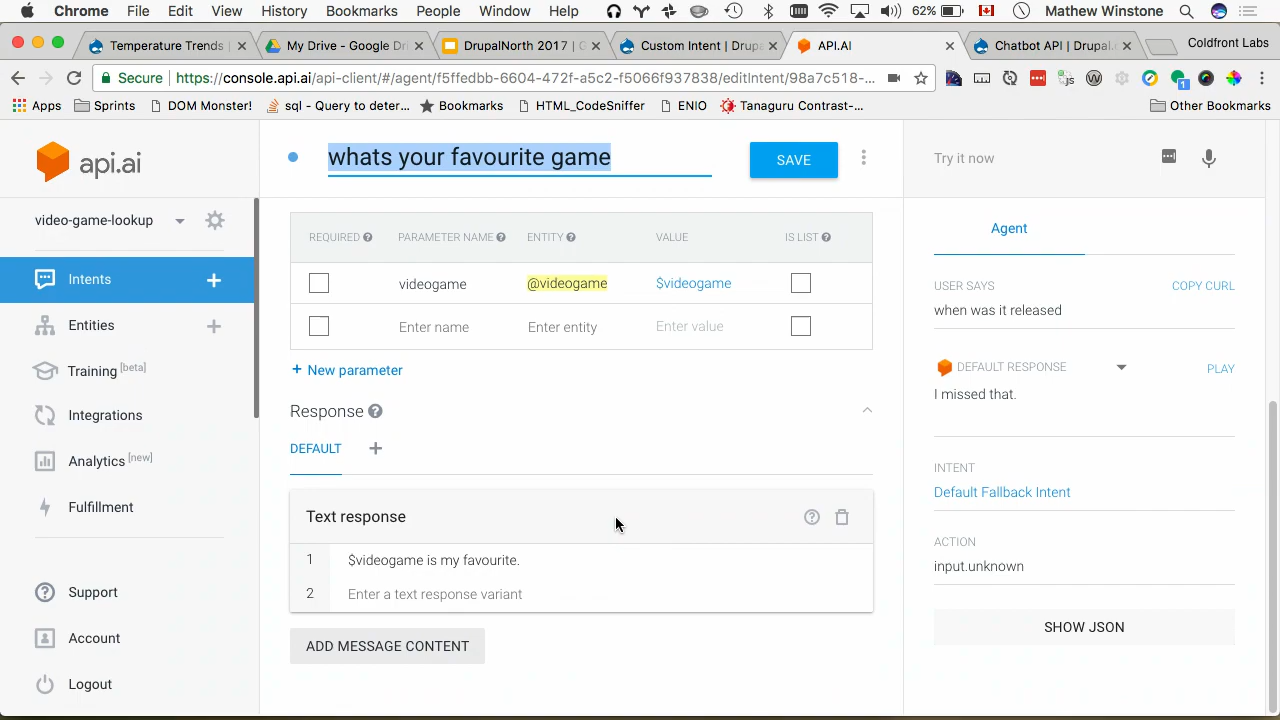 Chrome File Edit View History Bookmarks People Window Help 62% Mathew Winstone
Temperature Trends My Drive - Google Dri DrupalNorth 2017 | G Custom Intent | Drupa API.AI Chatbot API | Drupal. Coldfront Labs
Secure https://console.api.ai/api-client/#/agent/f5ffedbb-6604-472f-a5c2-f5066f937838/editIntent/98a7c518-...
Apps Sprints DOM Monster! sql - Query to deter... Bookmarks HTML_CodeSniffer ENIO Tanaguru Contrast-... Other Bookmarks
api.ai
whats your favourite game
SAVE
Try it now
video-game-lookup
Intents
Entities
Training [beta]
Integrations
Analytics [new]
Fulfillment
Support
Account
Logout
REQUIRED PARAMETER NAME ENTITY VALUE IS LIST
videogame @videogame $videogame
Enter name Enter entity Enter value
+ New parameter
Response
DEFAULT
Text response
1 $videogame is my favourite.
2 Enter a text response variant
ADD MESSAGE CONTENT
Agent
USER SAYS COPY CURL
when was it released
DEFAULT RESPONSE PLAY
I missed that.
INTENT
Default Fallback Intent
ACTION
input.unknown
SHOW JSON